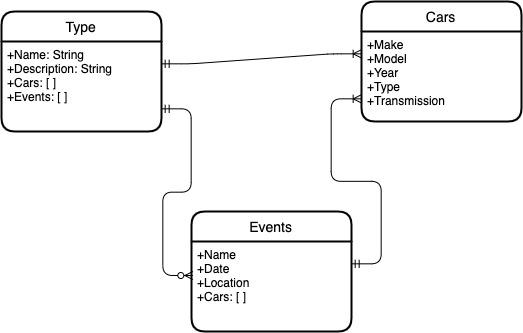 Type
+Name: String
+Description: String
+Cars: [ ]
+Events: [ ]
Cars
+Make
+Model
+Year
+Type
+Transmission
Events
+Name
+Date
+Location
+Cars: [ ]